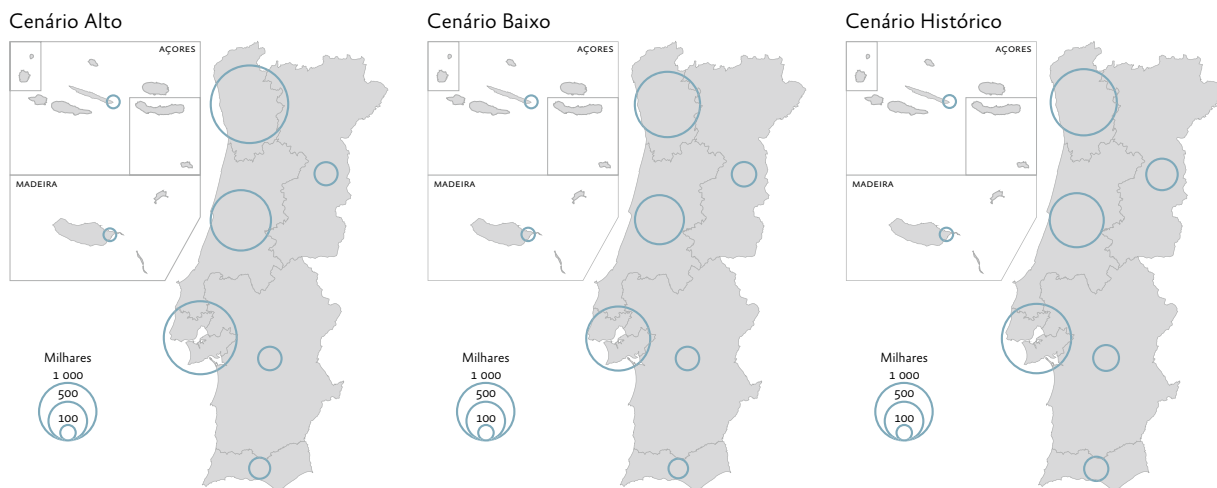 Cenário Alto
AÇORES
MADEIRA
Milhares
1 000
500
100
Cenário Baixo
AÇORES
MADEIRA
Milhares
1 000
500
100
Cenário Histórico
AÇORES
MADEIRA
Milhares
1 000
500
100